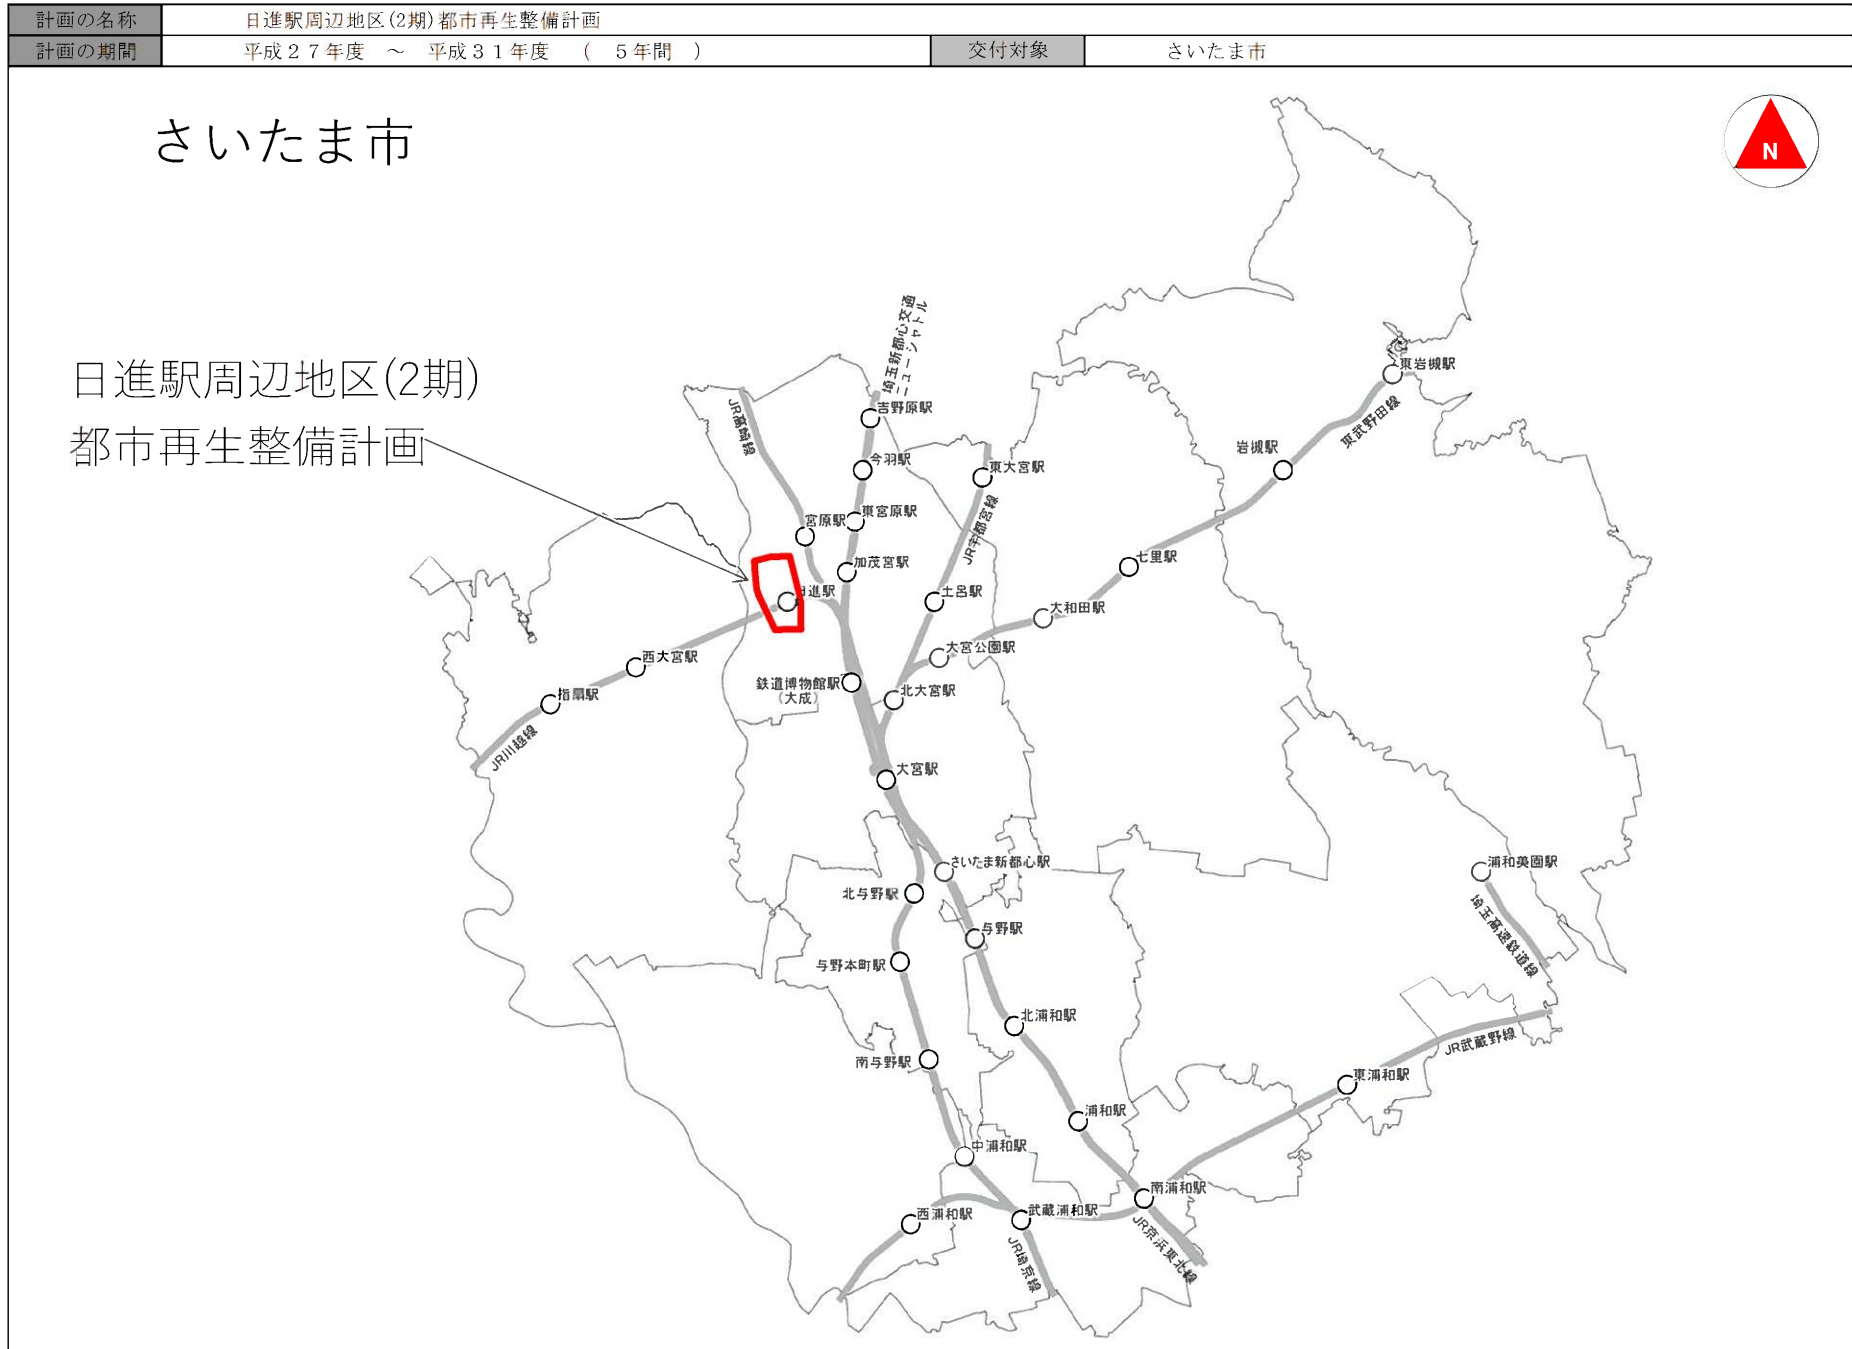 計画の名称 日進駅周辺地区(2期)都市再生整備計画
計画の期間 平成27年度 ～ 平成31年度 ( 5年間 ) 交付対象 さいたま市
さいたま市
N
日進駅周辺地区(2期)
都市再生整備計画
埼玉新都心交通
ニューシャトル
JR高崎線
吉野原駅
今羽駅
東宮原駅
宮原駅
加茂宮駅
日進駅
東大宮駅
JR宇都宮線
土呂駅
東岩槻駅
東武野田線
岩槻駅
七里駅
大和田駅
大宮公園駅
北大宮駅
西大宮駅
指扇駅
JR川越線
鉄道博物館駅
(大成)
大宮駅
さいたま新都心駅
北与野駅
与野駅
与野本町駅
北浦和駅
南与野駅
浦和駅
中浦和駅
西浦和駅
武蔵浦和駅
南浦和駅
JR埼京線
JR京浜東北線
浦和美園駅
埼玉高速鉄道線
JR武蔵野線
東浦和駅